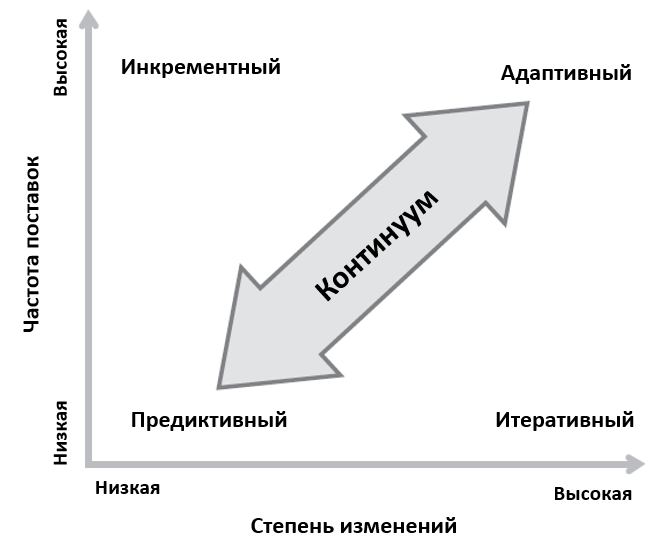 Высокая
Инкрементный
Адаптивный
Частота поставок
Континуум
Низкая
Предиктивный
Итеративный
Низкая
Высокая
Степень изменений